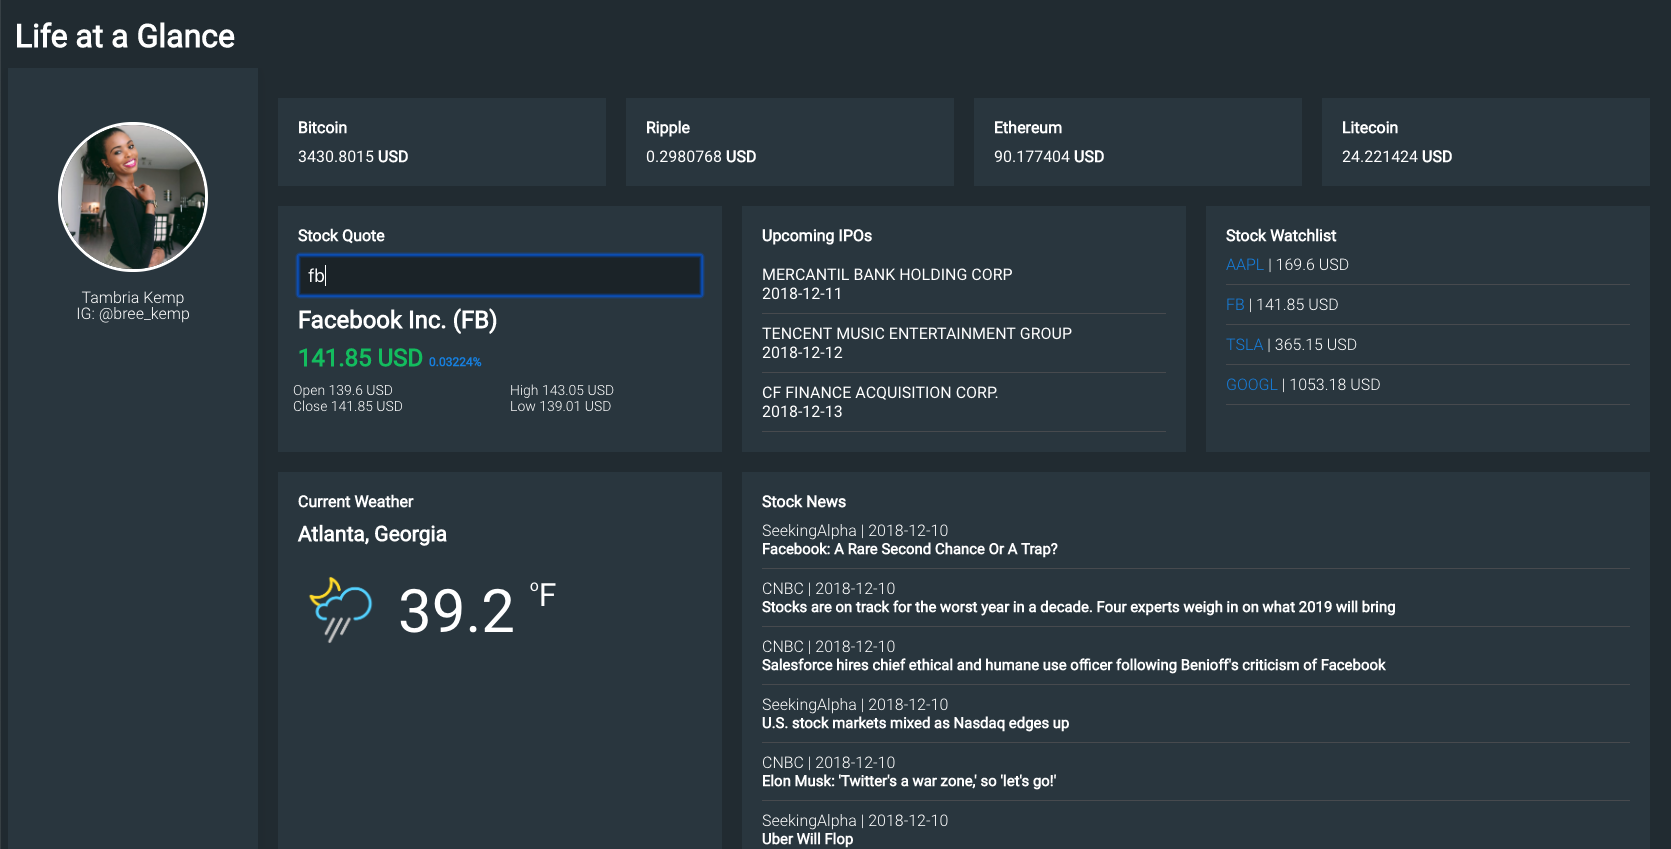 Life at a Glance
Tambria Kemp
IG: @bree_kemp
Bitcoin
3430.8015 USD
Ripple
0.2980768 USD
Ethereum
90.177404 USD
Litecoin
24.221424 USD
Stock Quote
fb
Facebook Inc. (FB)
141.85 USD 0.03224%
Open 139.6 USD
High 143.05 USD
Close 141.85 USD
Low 139.01 USD
Upcoming IPOs
MERCANTIL BANK HOLDING CORP
2018-12-11
TENCENT MUSIC ENTERTAINMENT GROUP
2018-12-12
CF FINANCE ACQUISITION CORP.
2018-12-13
Stock Watchlist
AAPL | 169.6 USD
FB | 141.85 USD
TSLA | 365.15 USD
GOOGL | 1053.18 USD
Current Weather
Atlanta, Georgia
39.2 °F
Stock News
SeekingAlpha | 2018-12-10
Facebook: A Rare Second Chance Or A Trap?
CNBC | 2018-12-10
Stocks are on track for the worst year in a decade. Four experts weigh in on what 2019 will bring
CNBC | 2018-12-10
Salesforce hires chief ethical and humane use officer following Benioff's criticism of Facebook
SeekingAlpha | 2018-12-10
U.S. stock markets mixed as Nasdaq edges up
CNBC | 2018-12-10
Elon Musk: 'Twitter's a war zone,' so 'let's go!'
SeekingAlpha | 2018-12-10
Uber Will Flop